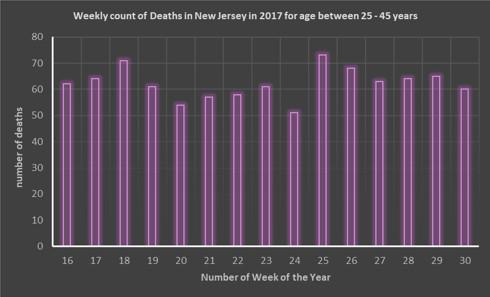 Weekly count of Deaths in New Jersey in 2017 for age between 25 - 45 years
80
70
60
50
40
30
20
10
0
number of deaths
16 17 18 19 20 21 22 23 24 25 26 27 28 29 30
Number of Week of the Year